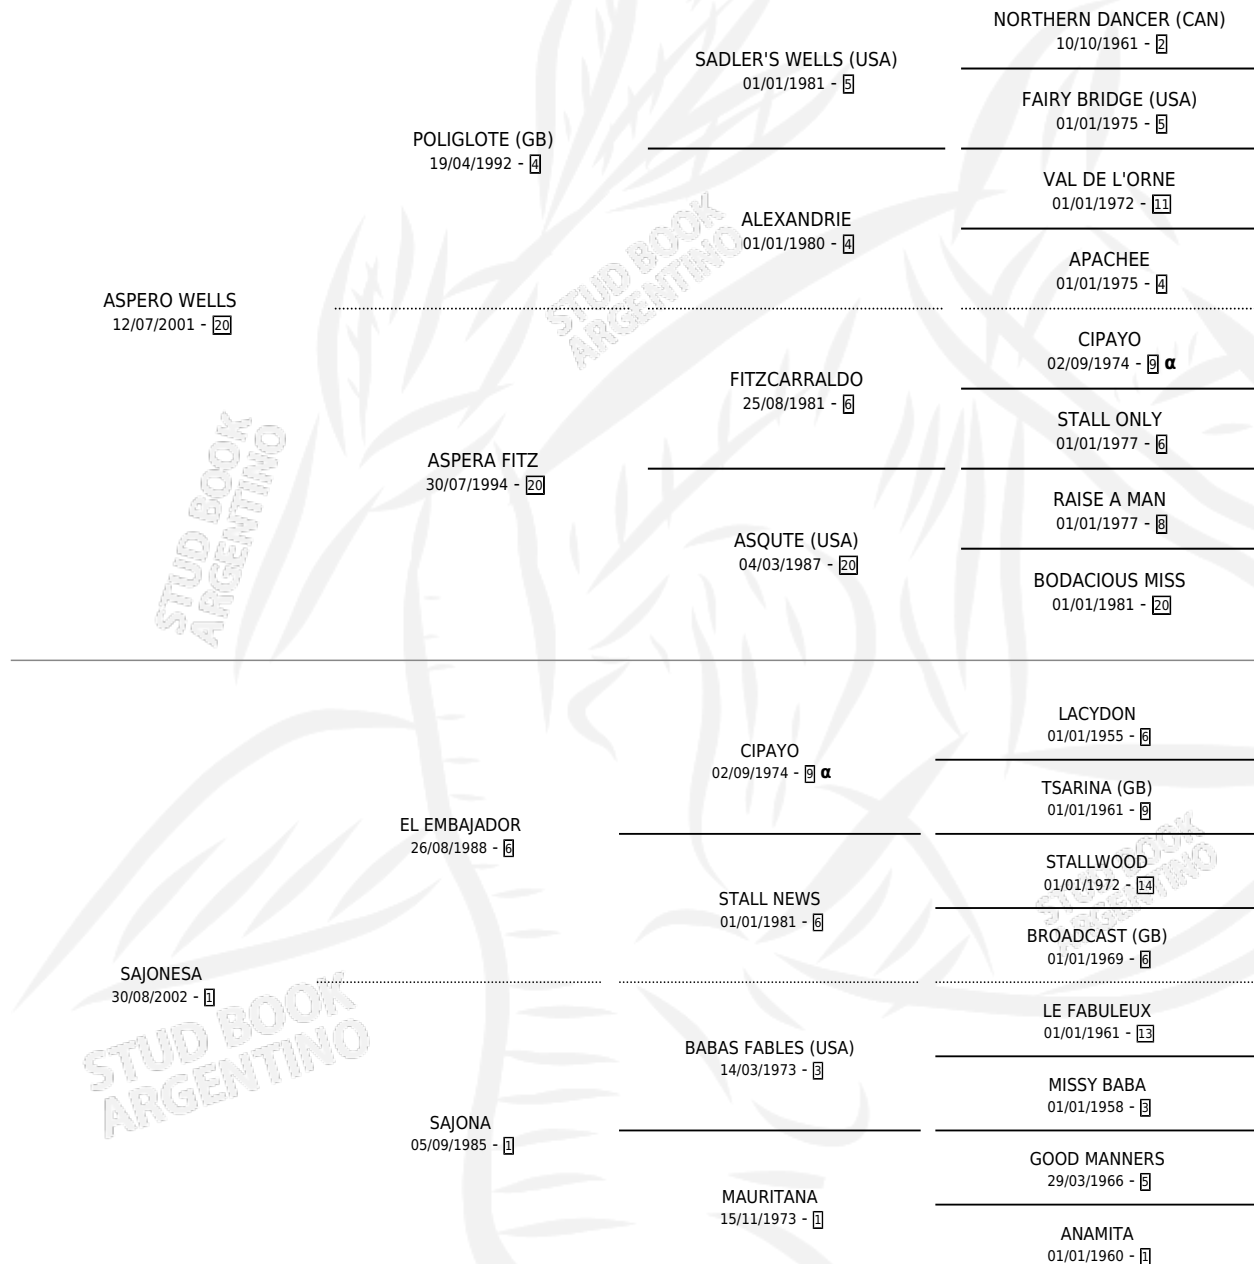 NORTHERN DANCER (CAN)
10/10/1961 - 2
SADLER'S WELLS (USA)
01/01/1981 - 5
FAIRY BRIDGE (USA)
01/01/1975 - 5
POLIGLOTE (GB)
19/04/1992 - 4
VAL DE L'ORNE
01/01/1972 - 11
ALEXANDRIE
01/01/1980 - 4
APACHEE
01/01/1975 - 4
ASPERO WELLS
12/07/2001 - 20
CIPAYO
02/09/1974 - 9 α
FITZCARRALDO
25/08/1981 - 6
STALL ONLY
01/01/1977 - 6
ASPERA FITZ
30/07/1994 - 20
RAISE A MAN
01/01/1977 - 8
ASQUTE (USA)
04/03/1987 - 20
BODACIOUS MISS
01/01/1981 - 20
LACYDON
01/01/1955 - 6
CIPAYO
02/09/1974 - 9 α
TSARINA (GB)
01/01/1961 - 9
EL EMBAJADOR
26/08/1988 - 6
STALLWOOD
01/01/1972 - 14
STALL NEWS
01/01/1981 - 6
BROADCAST (GB)
01/01/1969 - 6
SAJONESA
30/08/2002 - 1
LE FABULEUX
01/01/1961 - 13
BABAS FABLES (USA)
14/03/1973 - 3
MISSY BABA
01/01/1958 - 3
SAJONA
05/09/1985 - 1
GOOD MANNERS
29/03/1966 - 5
MAURITANA
15/11/1973 - 1
ANAMITA
01/01/1960 - 1
STUD BOOK
ARGENTINO
STUD BOOK
ARGENTINO
STUD BOOK
ARGENTINO
STUD BOOK
ARGENTINO